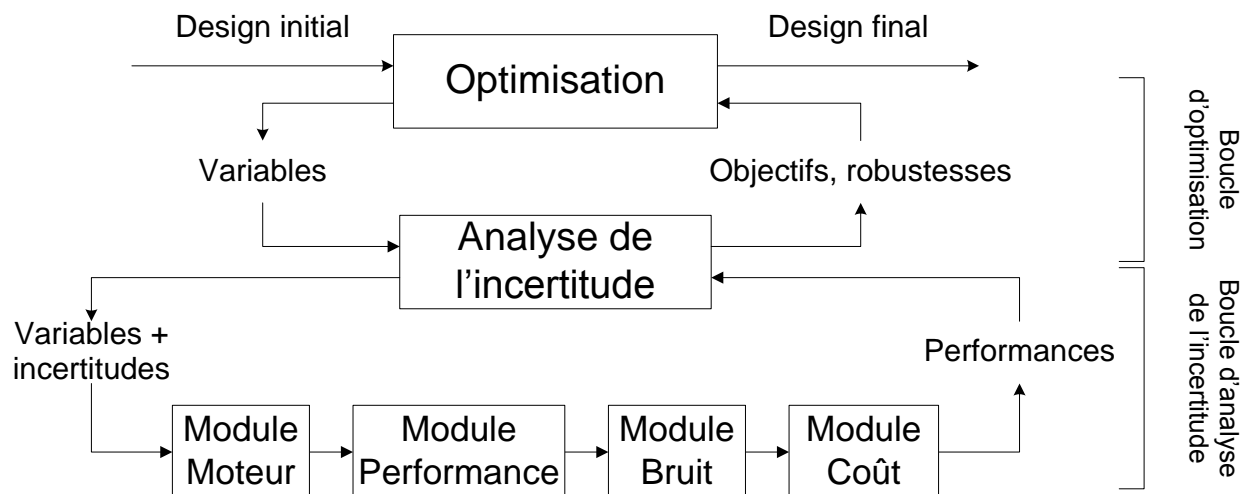 Design initial
Design final
Optimisation
Variables
Objectifs, robustesses
Boucle
d'optimisation
Analyse de
l'incertitude
Variables +
incertitudes
Performances
Boucle d'analyse
de l'incertitude
Module
Moteur
Module
Performance
Module
Bruit
Module
Coût